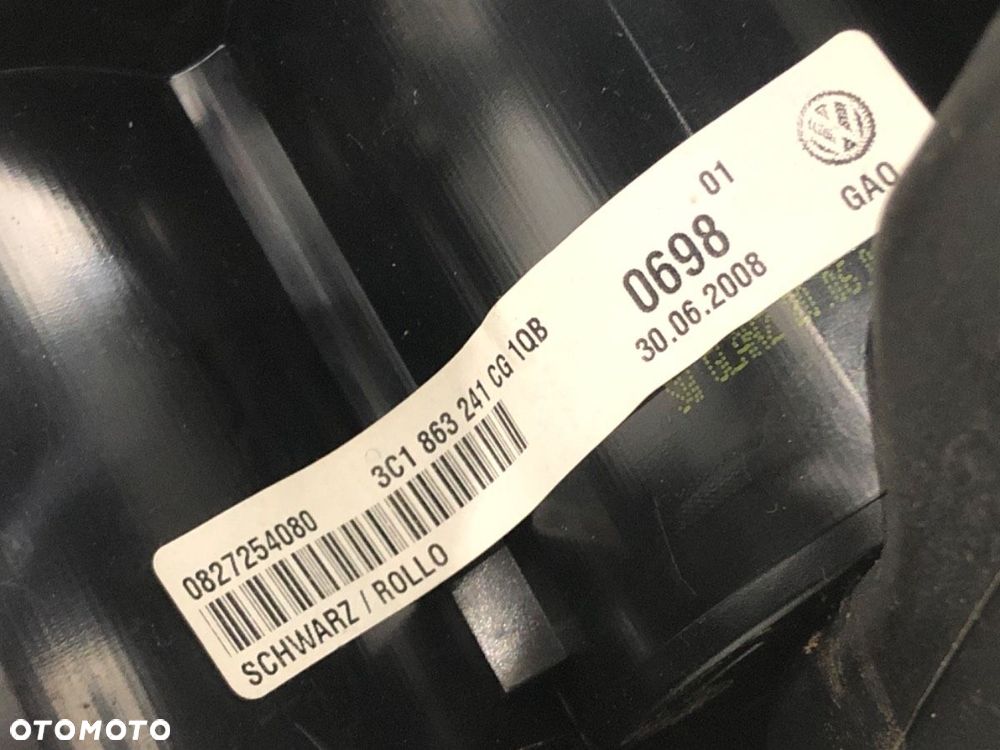 01
0698
30.06.2008
GAO
3C1 863 241 CG 1QB
0827254080
SCHWARZ / ROLLO
OTOMOTO